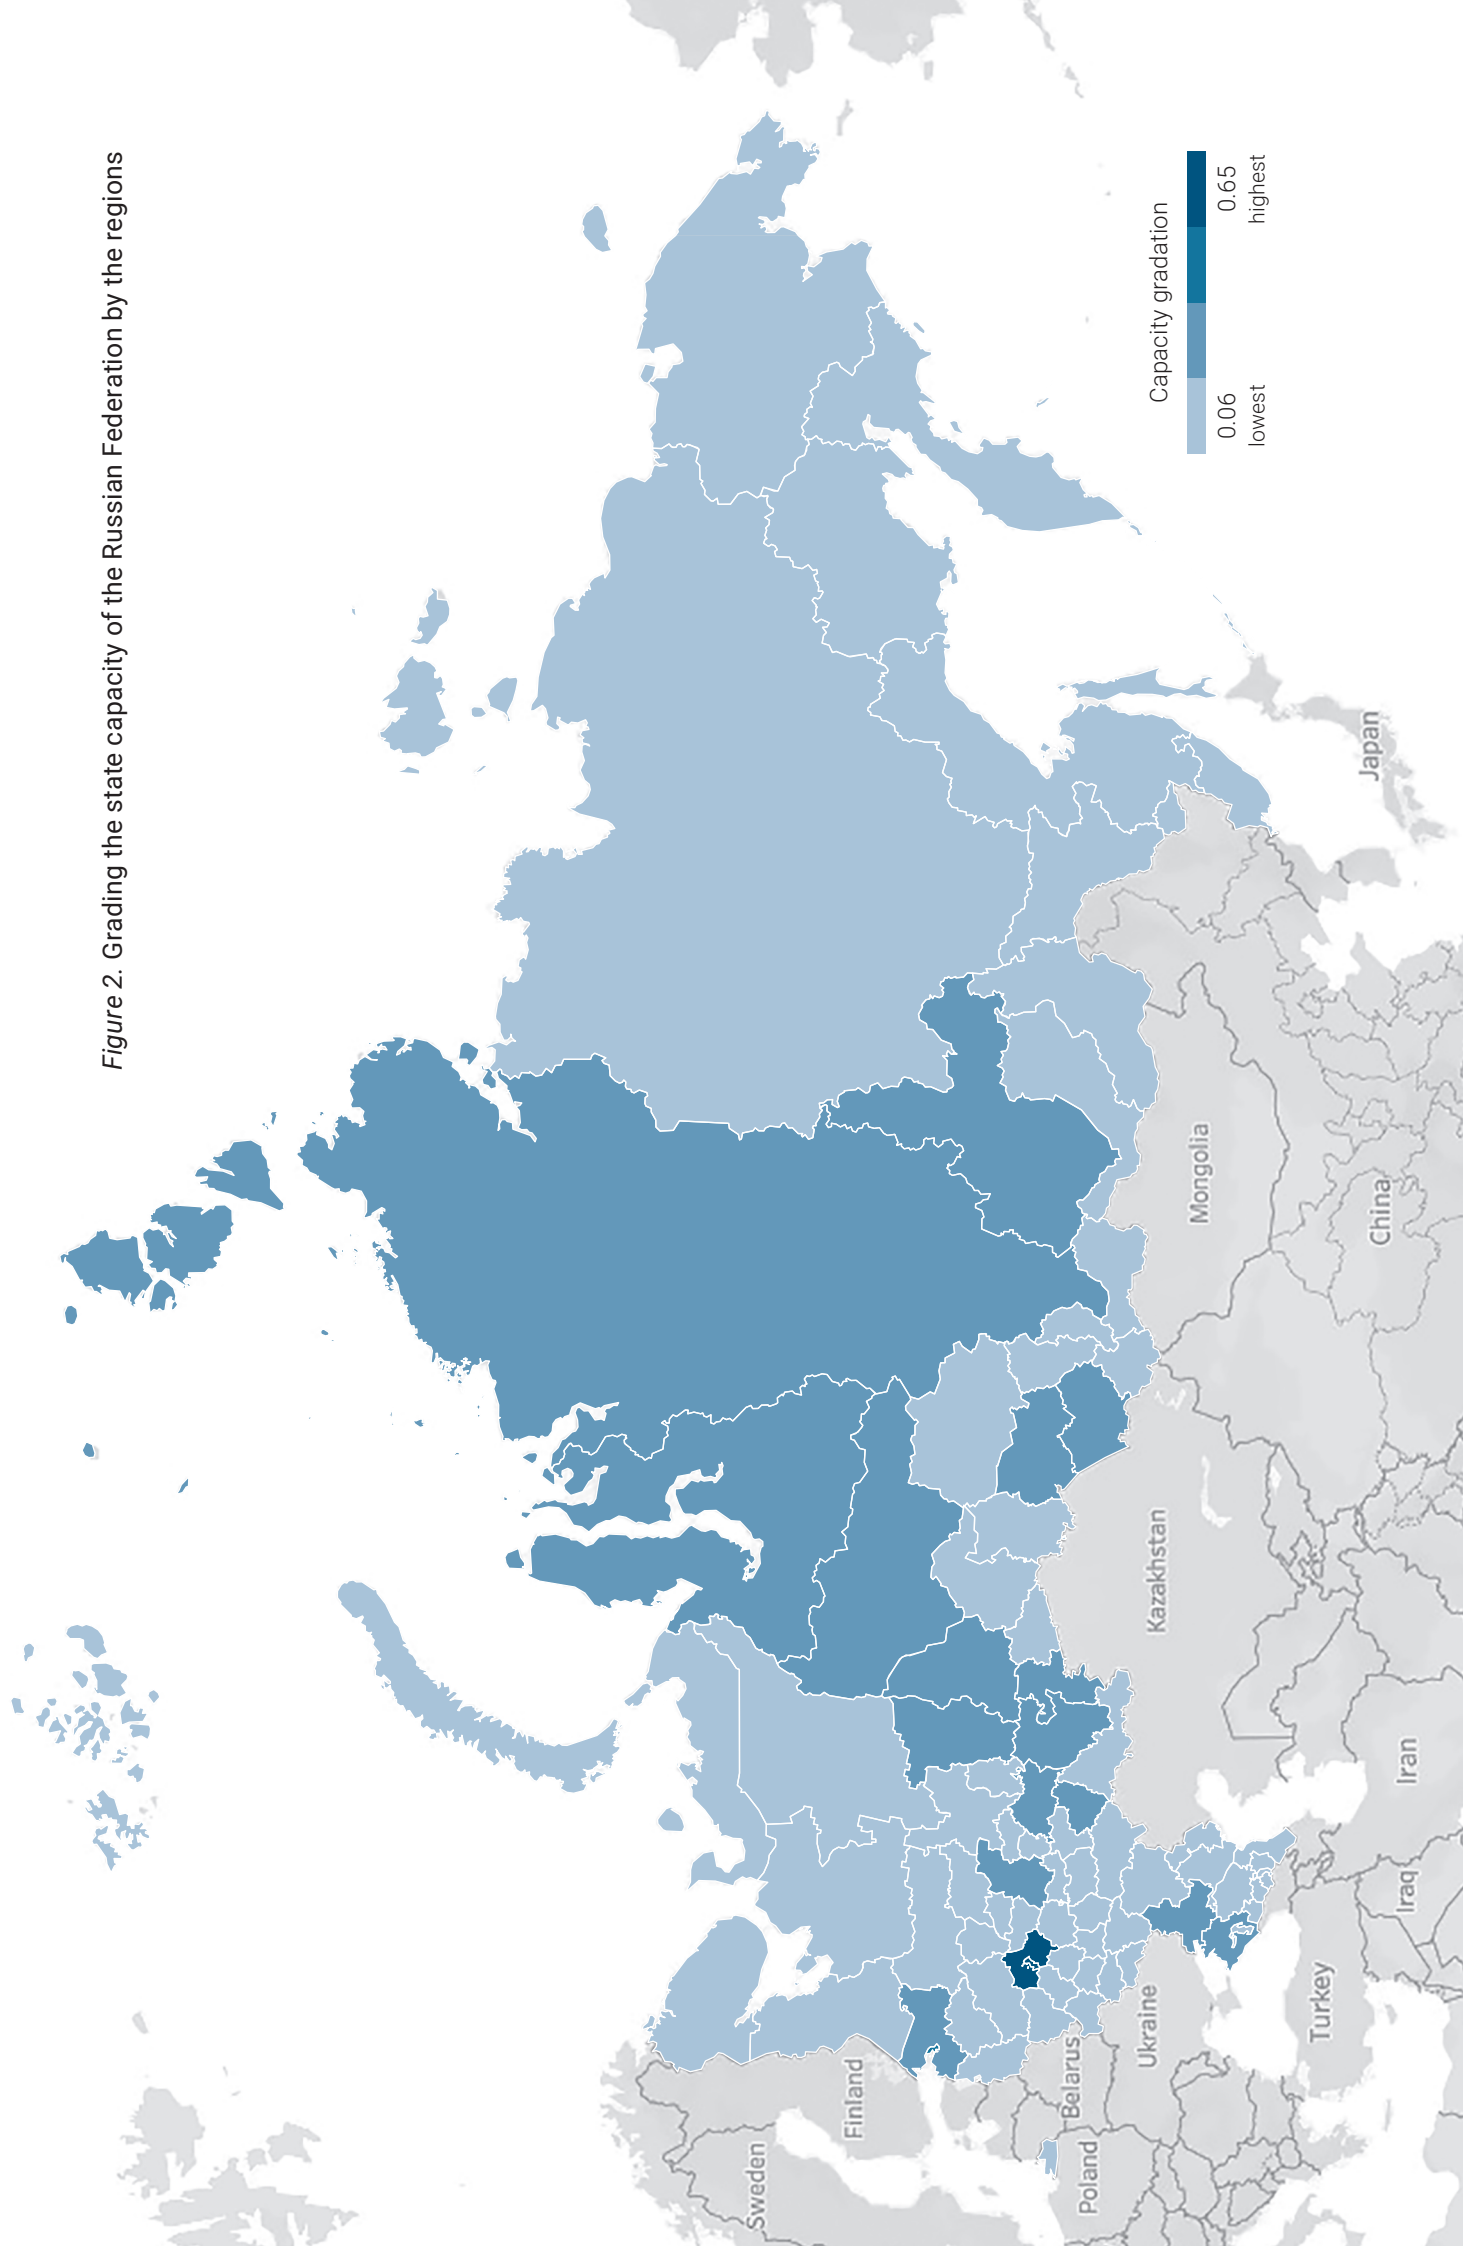 Figure 2. Grading the state capacity of the Russian Federation by the regions
Capacity gradation
0.06
0.65
lowest
highest
Sweden
Finland
Poland
Belarus
Ukraine
Turkey
Iraq
Iran
Kazakhstan
Mongolia
China
Japan